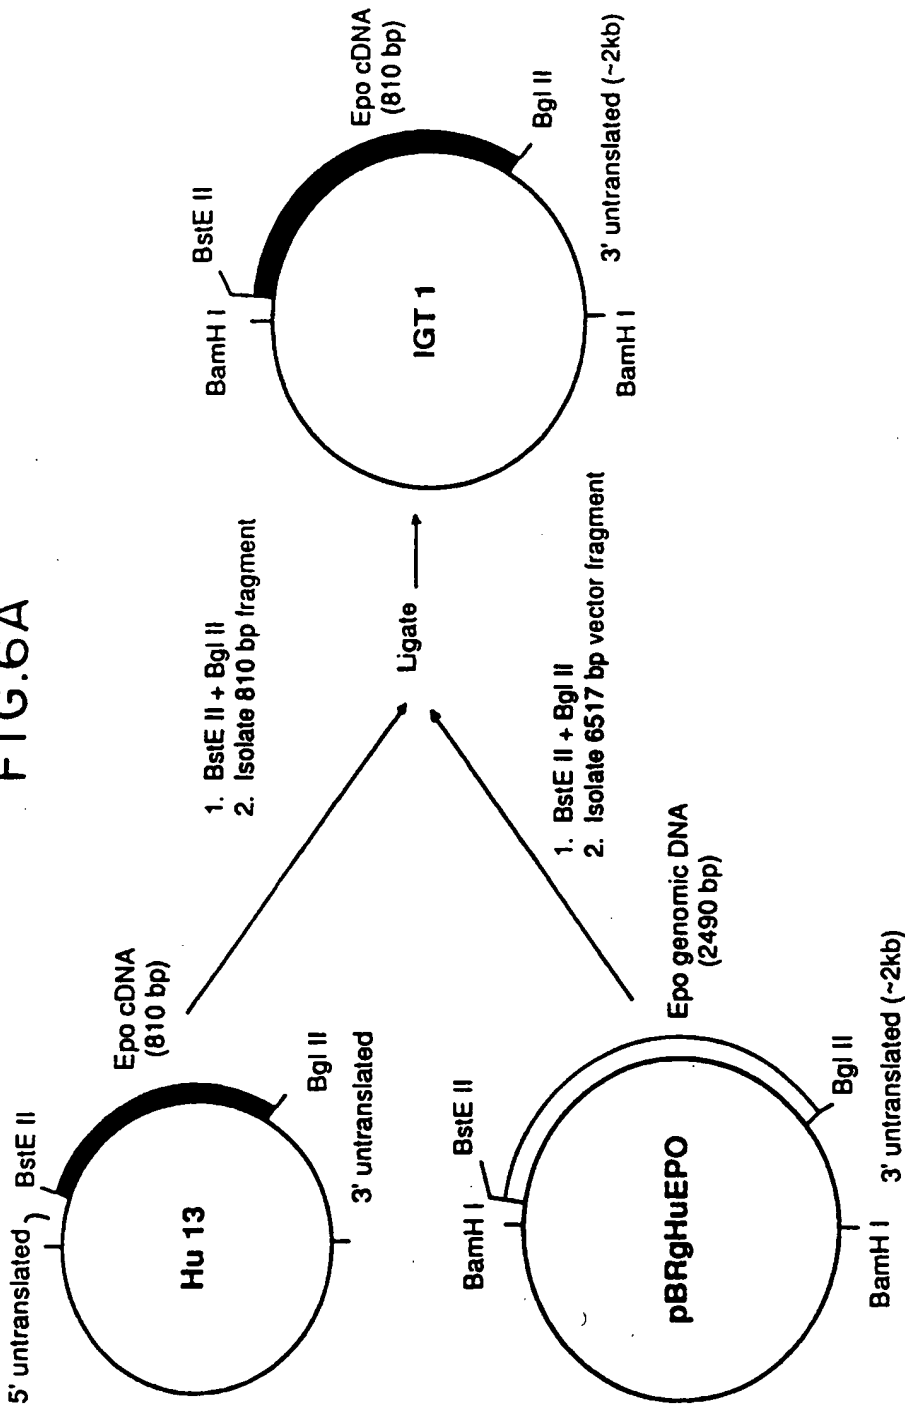 FIG.6A
5' untranslated
BstE II
Epo cDNA
(810 bp)
Hu 13
Bgl II
3' untranslated
1. BstE II + Bgl II
2. Isolate 810 bp fragment
BamH I
BstE II
pBRgHuEPO
Epo genomic DNA
(2490 bp)
Bgl II
BamH I
3' untranslated (~2kb)
1. BstE II + Bgl II
2. Isolate 6517 bp vector fragment
Ligate
BamH I
BstE II
Epo cDNA
(810 bp)
IGT 1
Bgl II
BamH I
3' untranslated (~2kb)